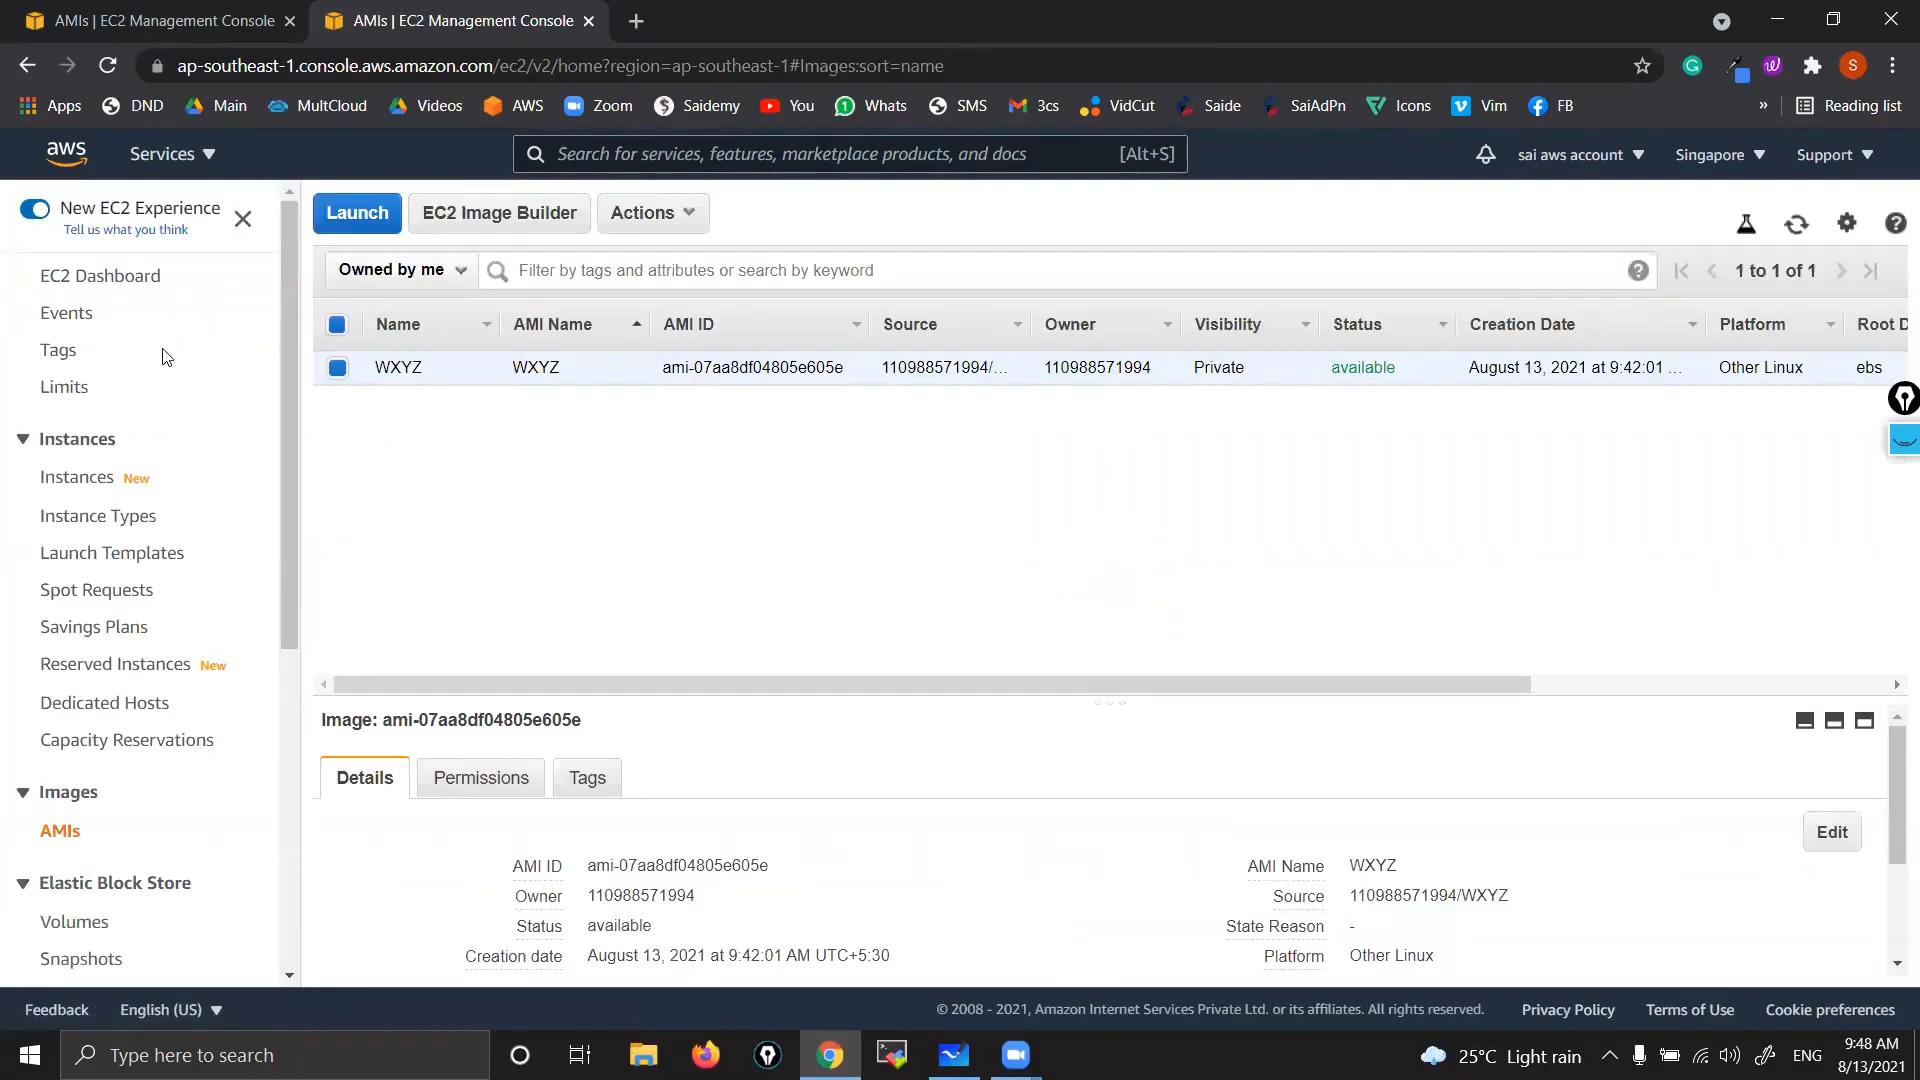 AMIs | EC2 Management Console
AMIs | EC2 Management Console
ap-southeast-1.console.aws.amazon.com/ec2/v2/home?region=ap-southeast-1#Images:sort=name
S
Apps DND Main MultCloud Videos AWS Zoom Saidemy You Whats SMS 3cs VidCut Saide SaiAdPn Icons Vim FB » Reading list
aws Services Search for services, features, marketplace products, and docs [Alt+S] sai aws account Singapore Support
New EC2 Experience
Tell us what you think
EC2 Dashboard
Events
Tags
Limits
Instances
Instances New
Instance Types
Launch Templates
Spot Requests
Savings Plans
Reserved Instances New
Dedicated Hosts
Capacity Reservations
Images
AMIs
Elastic Block Store
Volumes
Snapshots
Launch EC2 Image Builder Actions
Owned by me Filter by tags and attributes or search by keyword 1 to 1 of 1
Name AMI Name AMI ID Source Owner Visibility Status Creation Date Platform Root D
WXYZ WXYZ ami-07aa8df04805e605e 110988571994/... 110988571994 Private available August 13, 2021 at 9:42:01 ... Other Linux ebs
Image: ami-07aa8df04805e605e
Details Permissions Tags
Edit
AMI ID ami-07aa8df04805e605e AMI Name WXYZ
Owner 110988571994 Source 110988571994/WXYZ
Status available State Reason -
Creation date August 13, 2021 at 9:42:01 AM UTC+5:30 Platform Other Linux
Feedback English (US) © 2008 - 2021, Amazon Internet Services Private Ltd. or its affiliates. All rights reserved. Privacy Policy Terms of Use Cookie preferences
Type here to search 25°C Light rain ENG 9:48 AM
8/13/2021